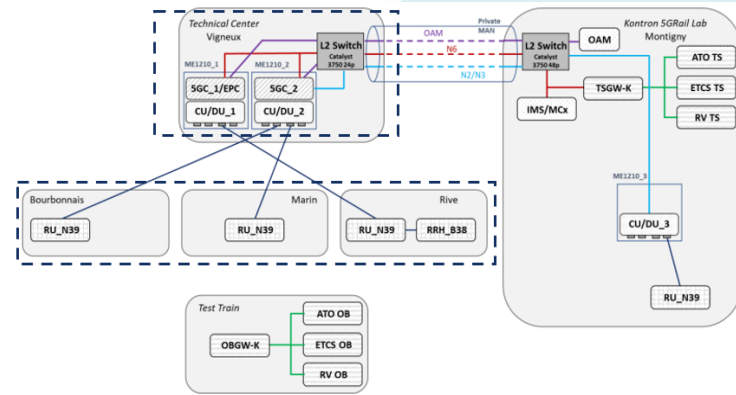 Technical Center
Vigneux
ME1210_1
ME1210_2
5GC_1/EPC
5GC_2
CU/DU_1
CU/DU_2
L2 Switch
Catalyst
3750 24p
Private
MAN
OAM
N6
N2/N3
Kontron 5GRail Lab
Montigny
L2 Switch
Catalyst
3750 48p
OAM
IMS/MCx
TSGW-K
ATO TS
ETCS TS
RV TS
ME1210_3
CU/DU_3
RU_N39
Bourbonnais
RU_N39
Marin
RU_N39
Rive
RU_N39
RRH_B38
Test Train
OBGW-K
ATO OB
ETCS OB
RV OB